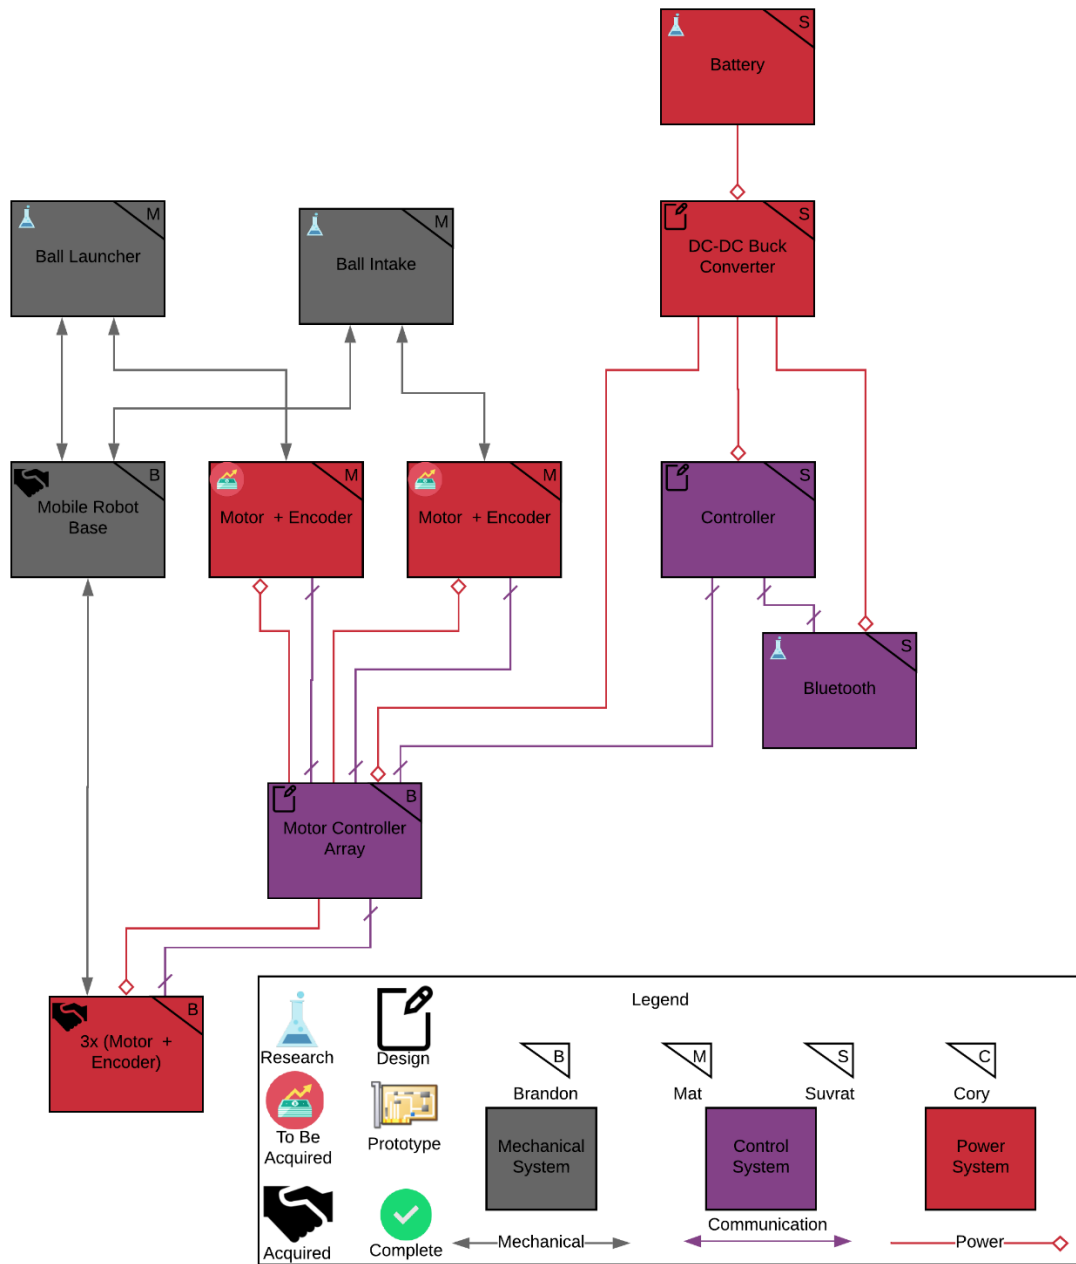 S
Battery
M
Ball Launcher
M
Ball Intake
S
DC-DC Buck
Converter
B
Mobile Robot
Base
M
Motor + Encoder
M
Motor + Encoder
S
Controller
S
Bluetooth
B
Motor Controller
Array
B
3x (Motor +
Encoder)
Legend
Research
Design
To Be
Acquired
Prototype
Acquired
Complete
B
Brandon
M
Mat
S
Suvrat
C
Cory
Mechanical
System
Control
System
Power
System
Mechanical
Communication
Power